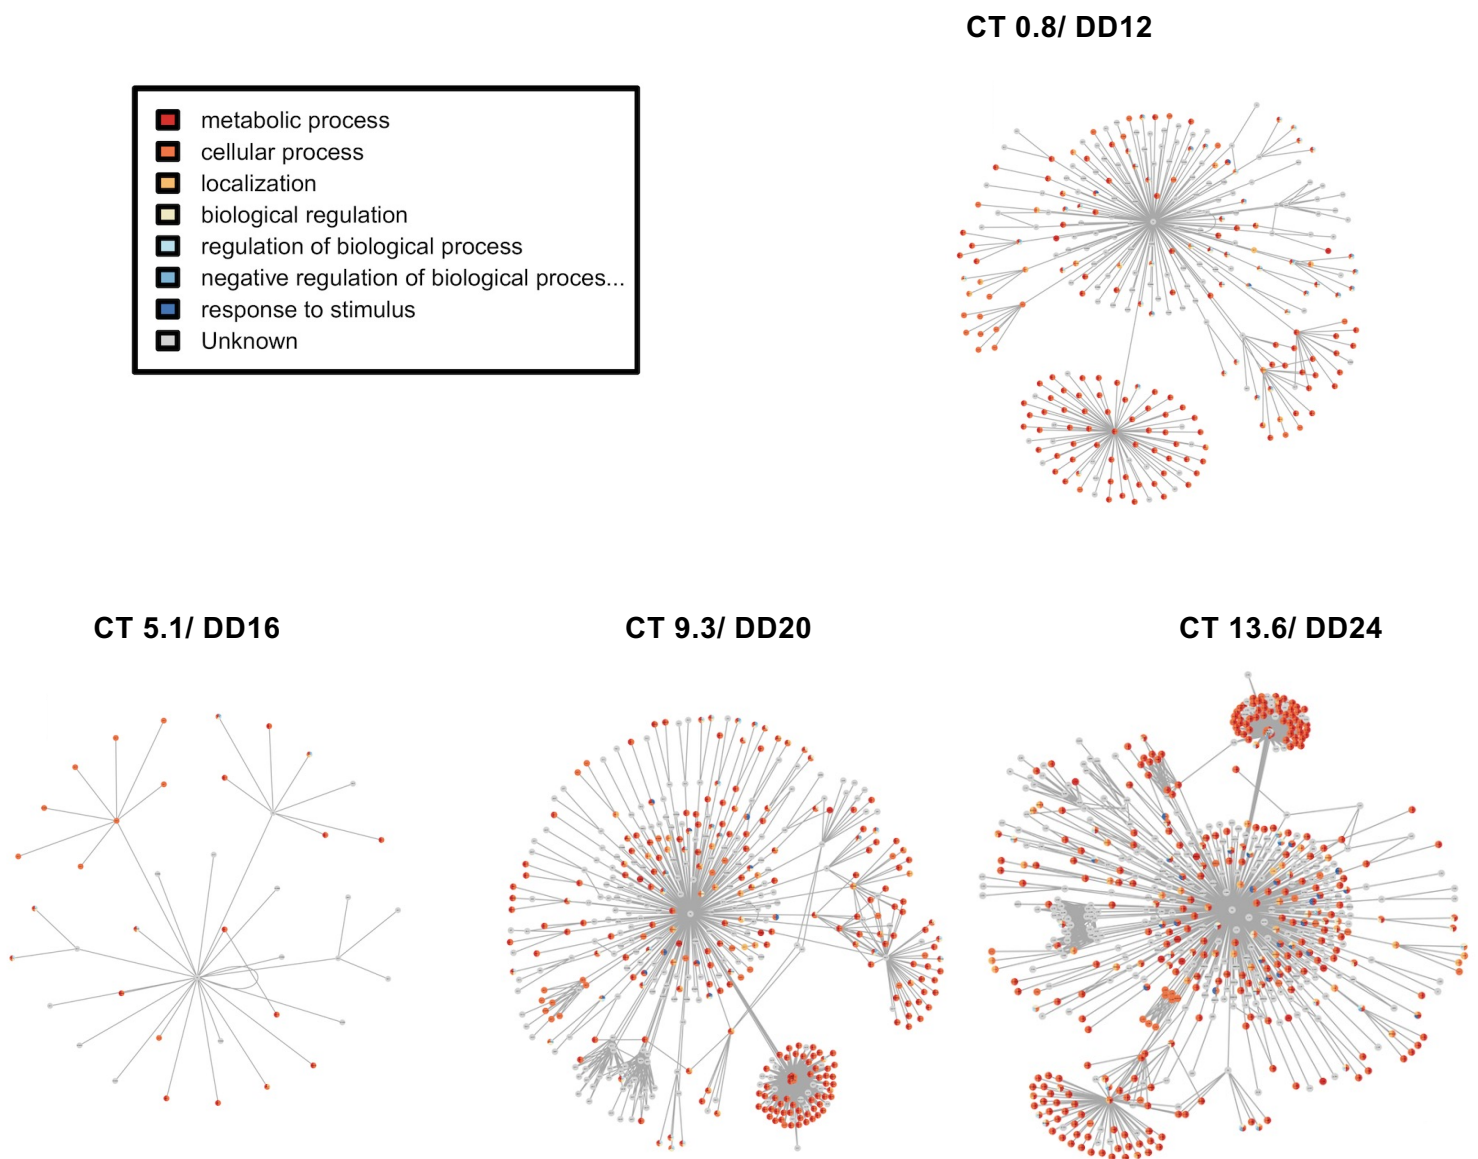 CT 0.8/ DD12
metabolic process
cellular process
localization
biological regulation
regulation of biological process
negative regulation of biological proces...
response to stimulus
Unknown
CT 5.1/ DD16
CT 9.3/ DD20
CT 13.6/ DD24